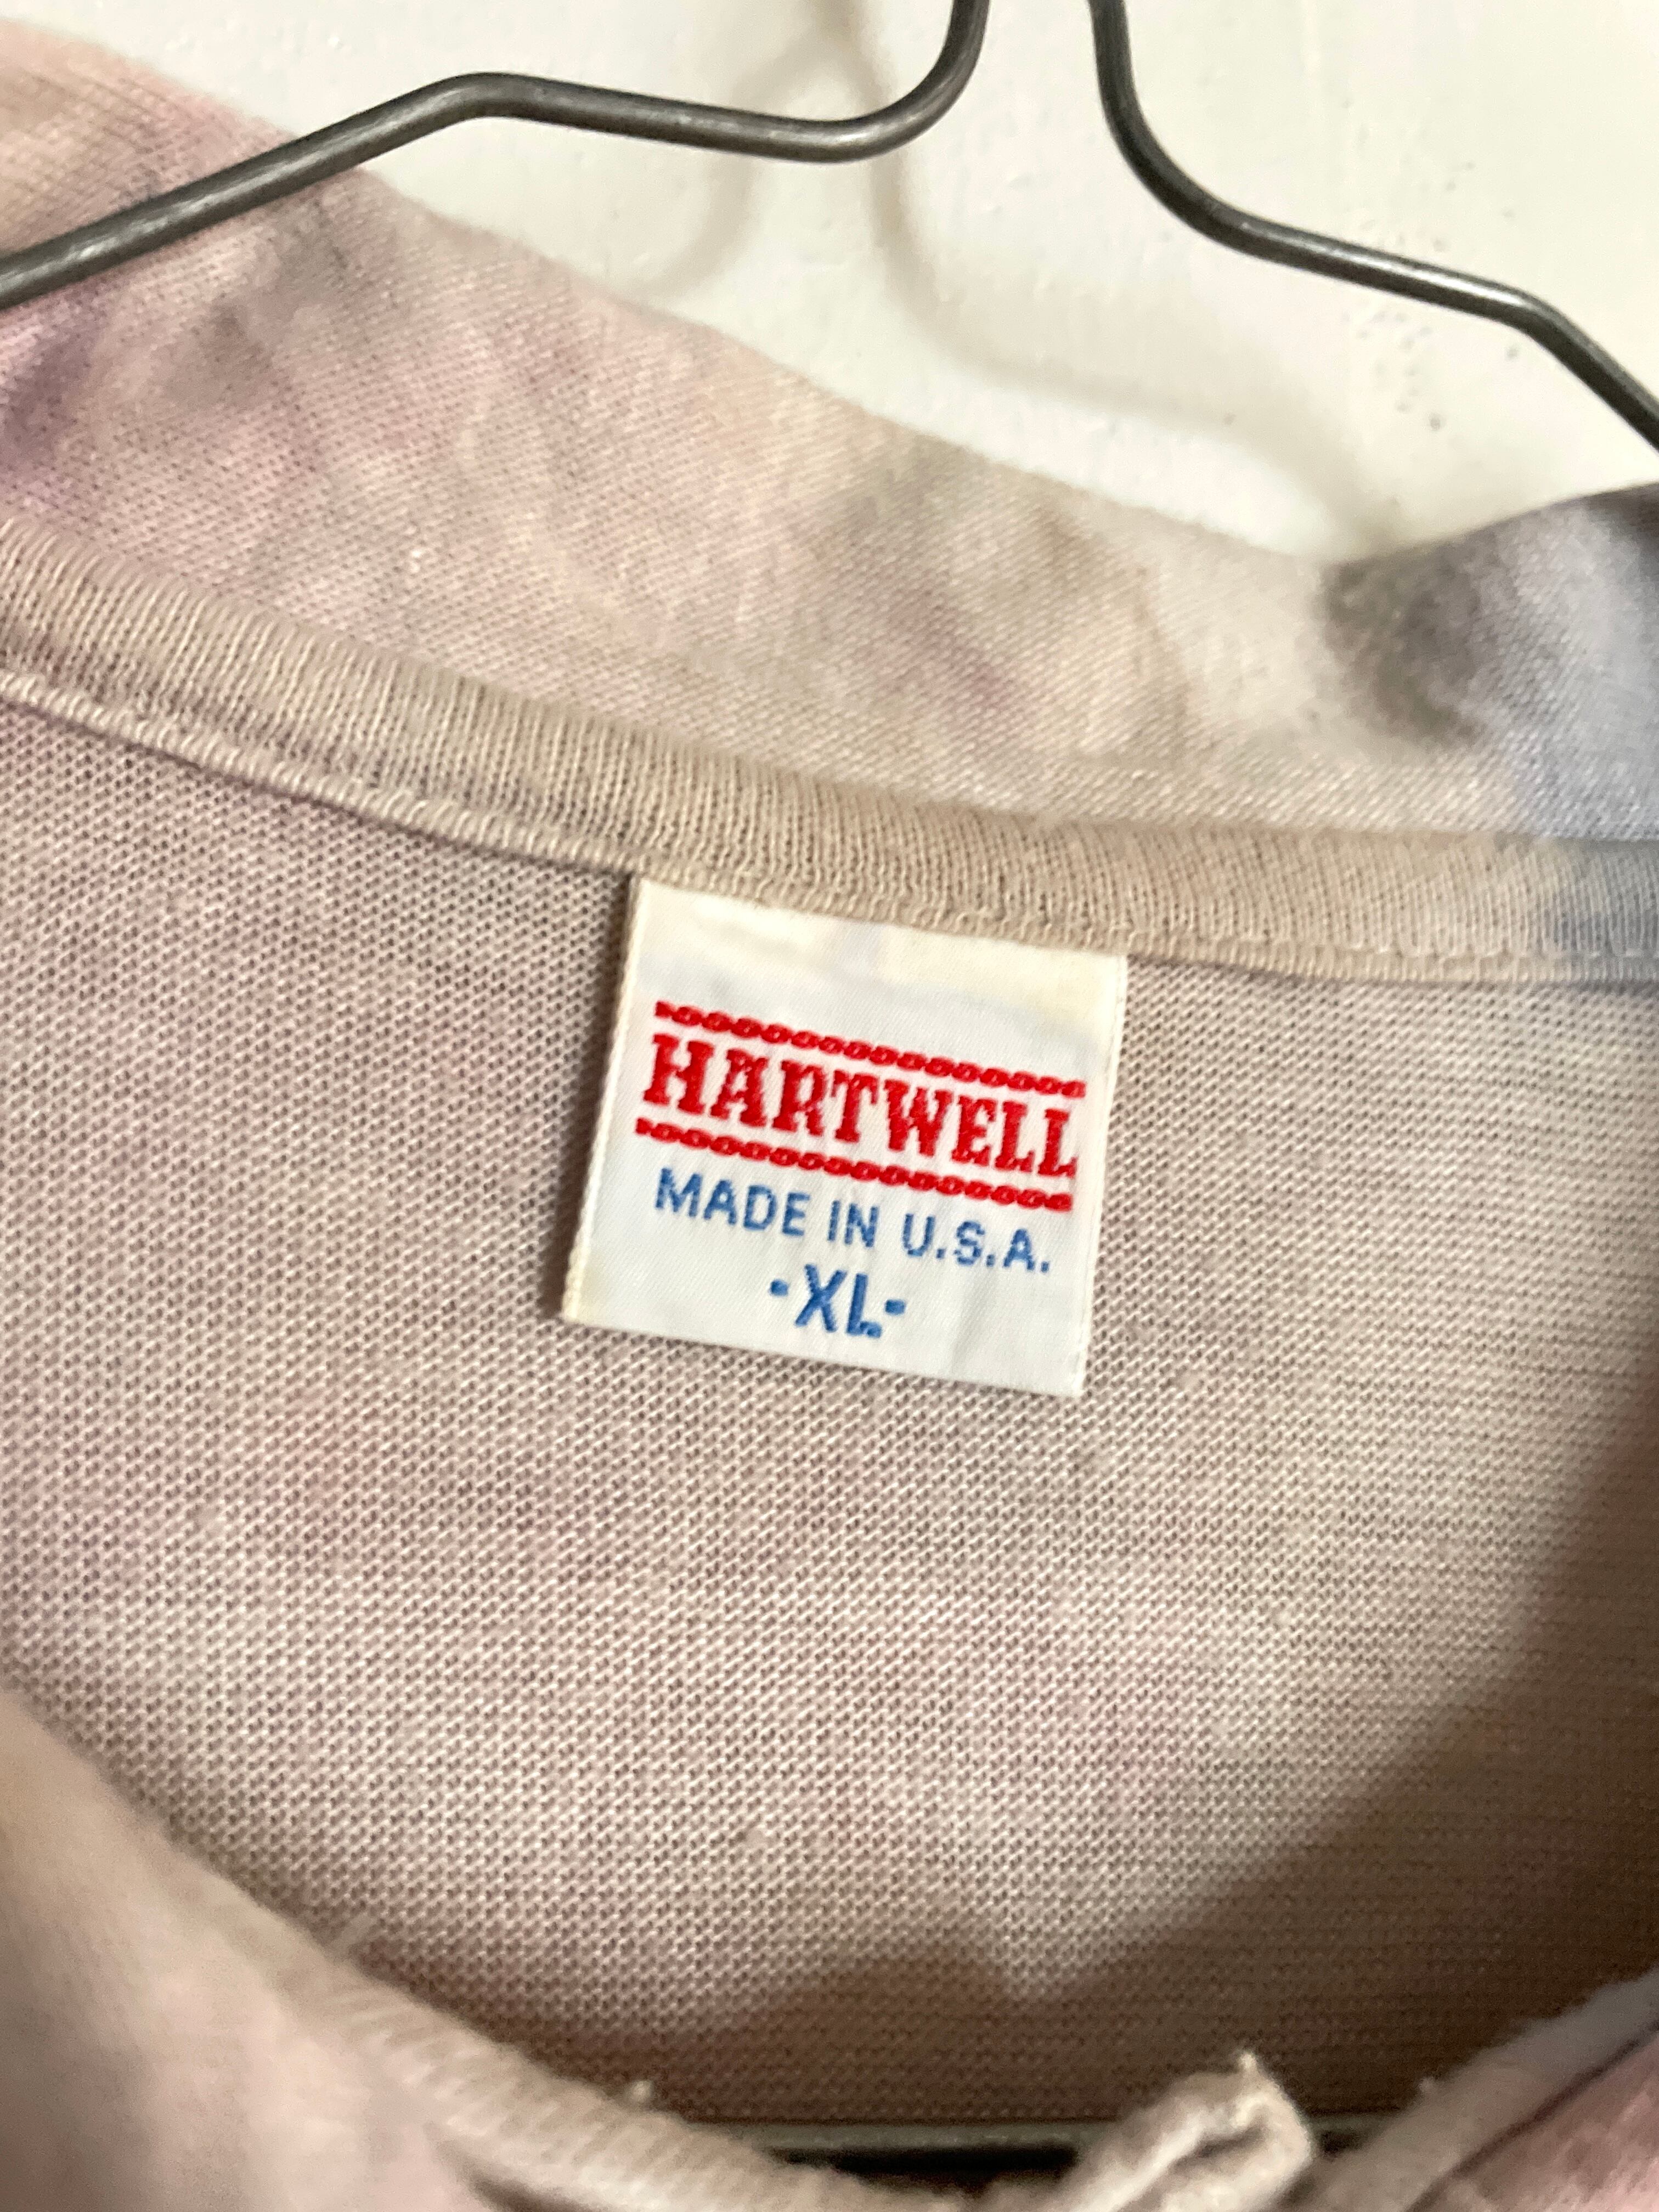 HARTWELL
MADE IN U.S.A.
-XL-